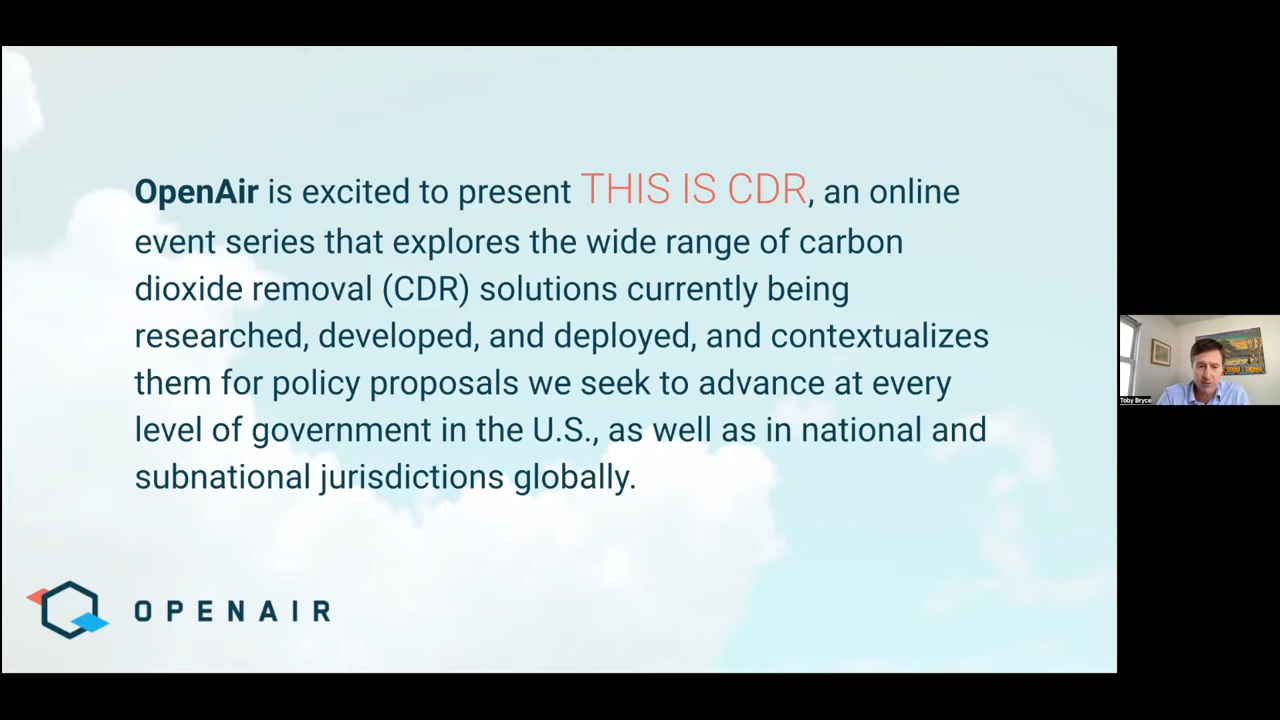 OpenAir is excited to present THIS IS CDR, an online
event series that explores the wide range of carbon
dioxide removal (CDR) solutions currently being
researched, developed, and deployed, and contextualizes
them for policy proposals we seek to advance at every
level of government in the U.S., as well as in national and
subnational jurisdictions globally.
OPENAIR
Toby Bryce